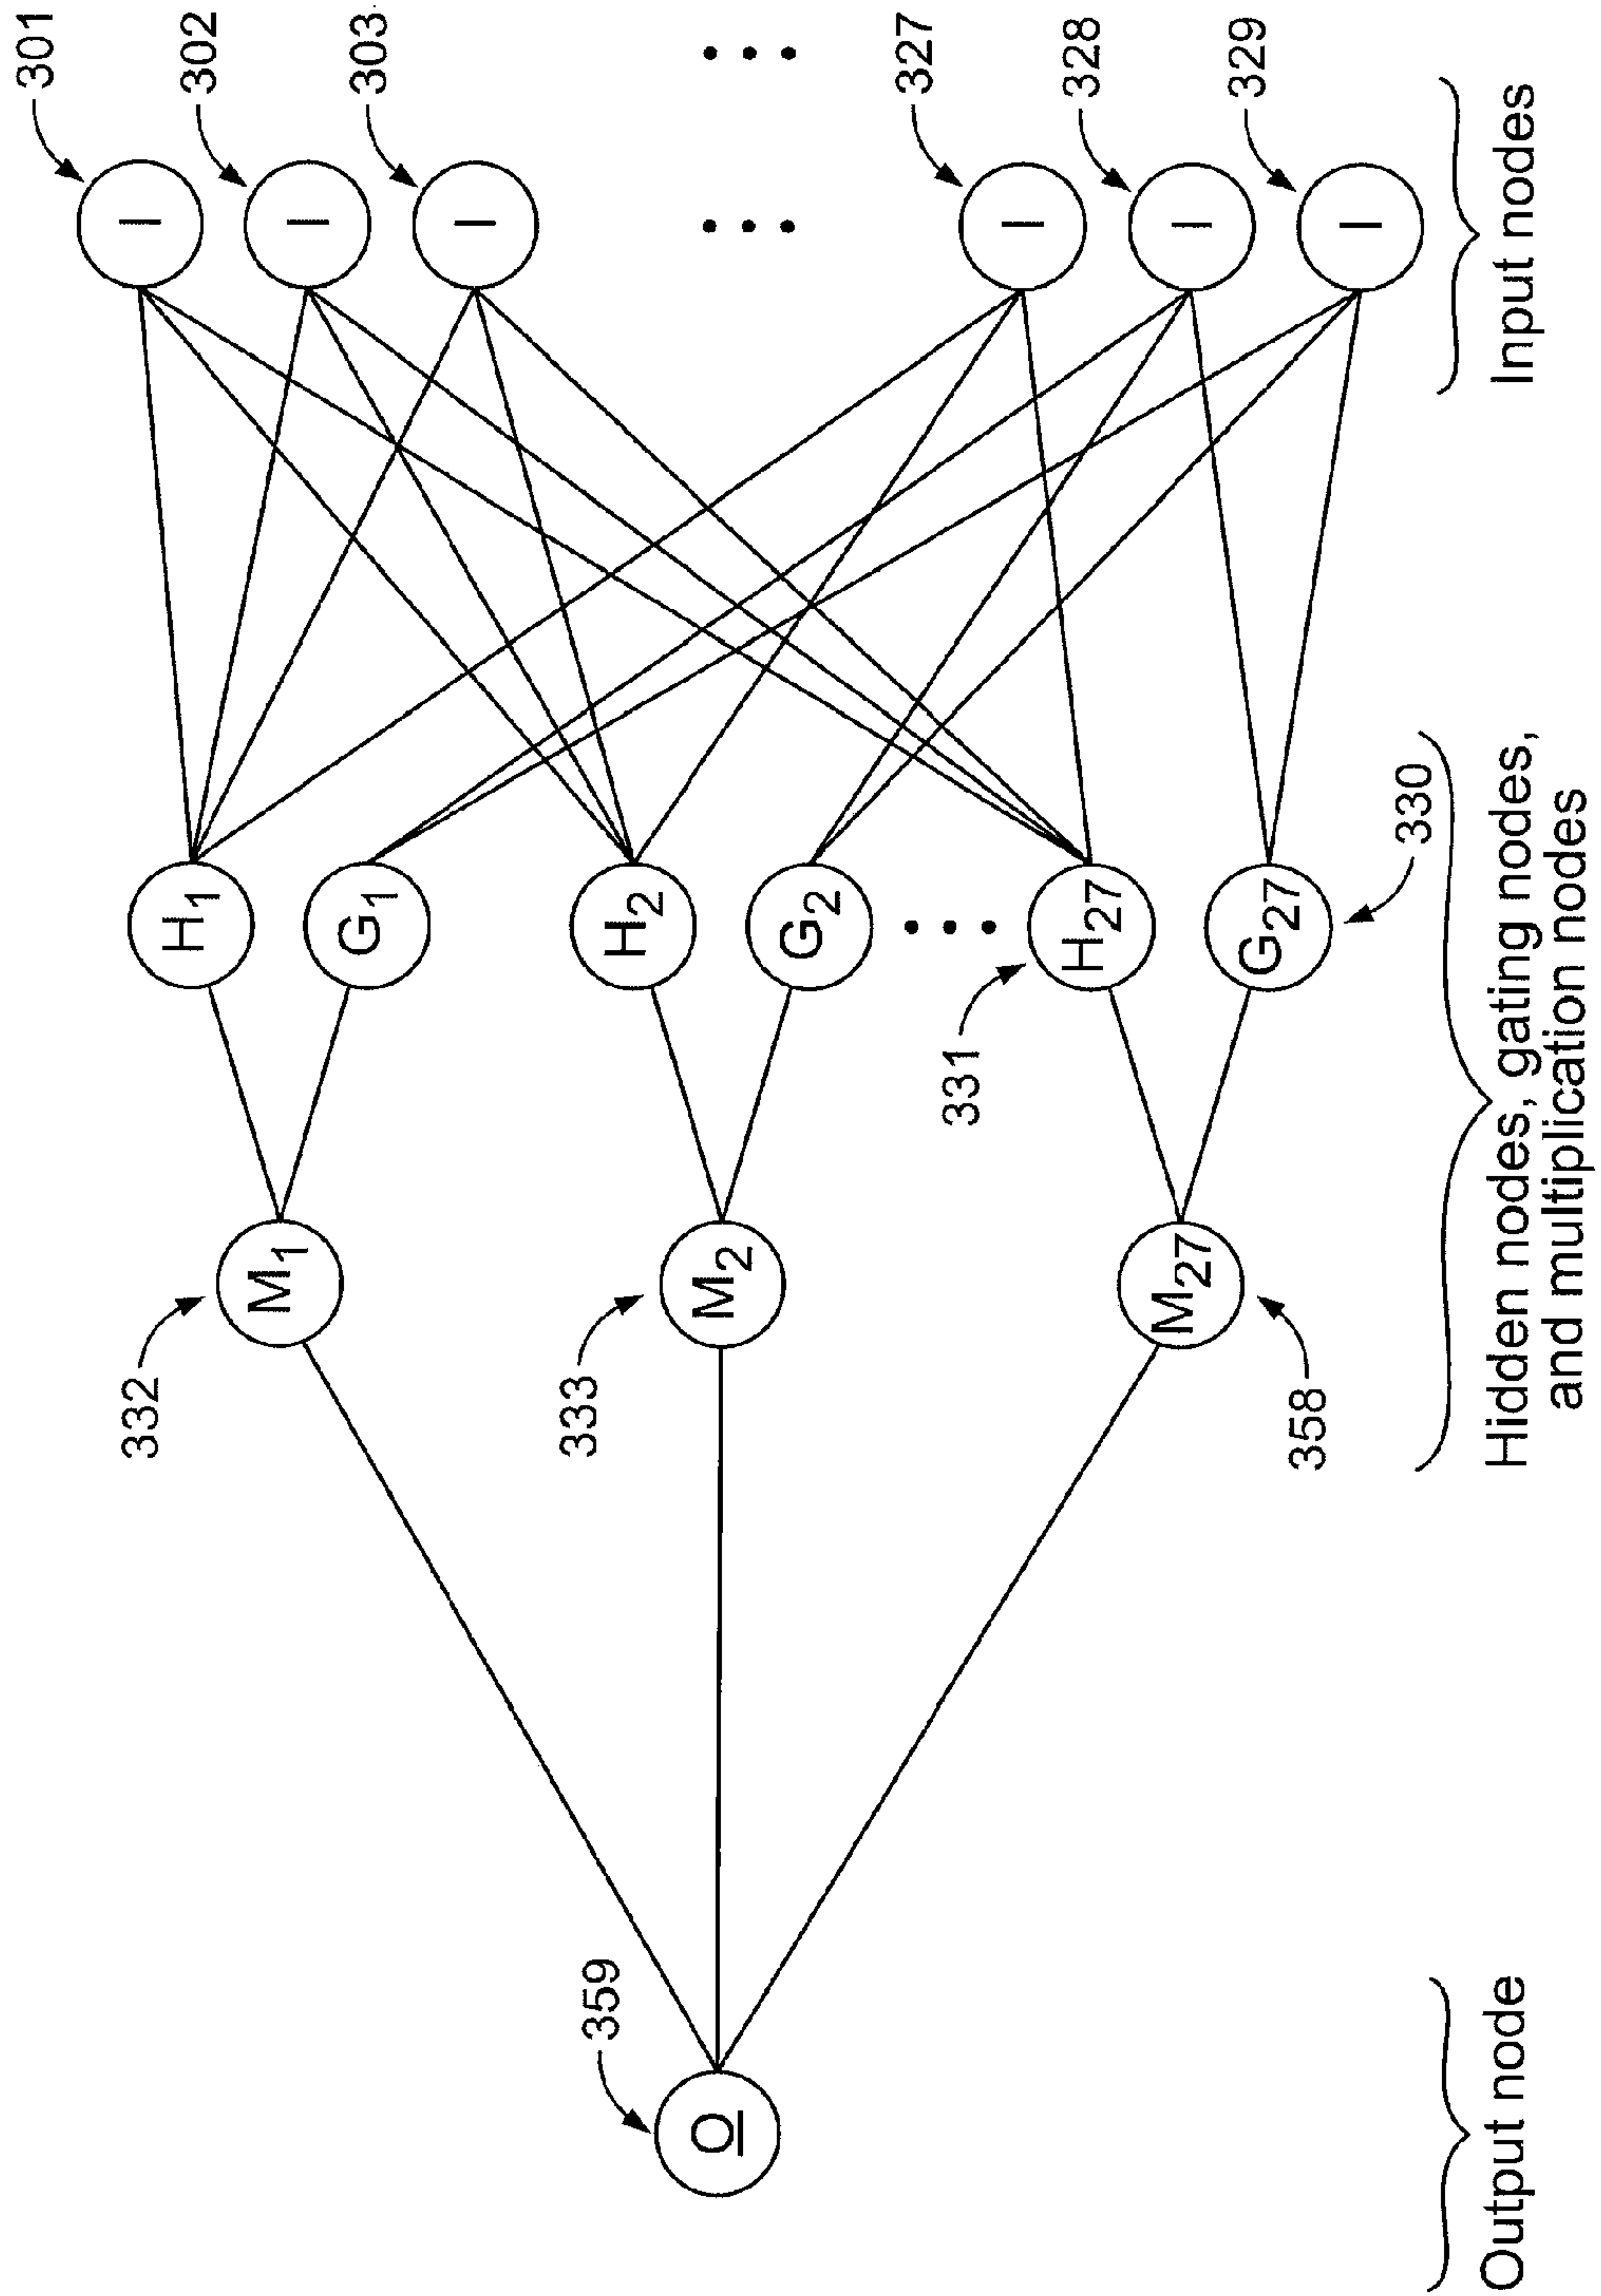 301
332
I
H1
302
M1
I
G1
303
I
333
359
H2
O
M2
G2
327
331
I
328
H27
M27
I
329
G27
358
I
330
Output node
Hidden nodes, gating nodes,
and multiplication nodes
Input nodes